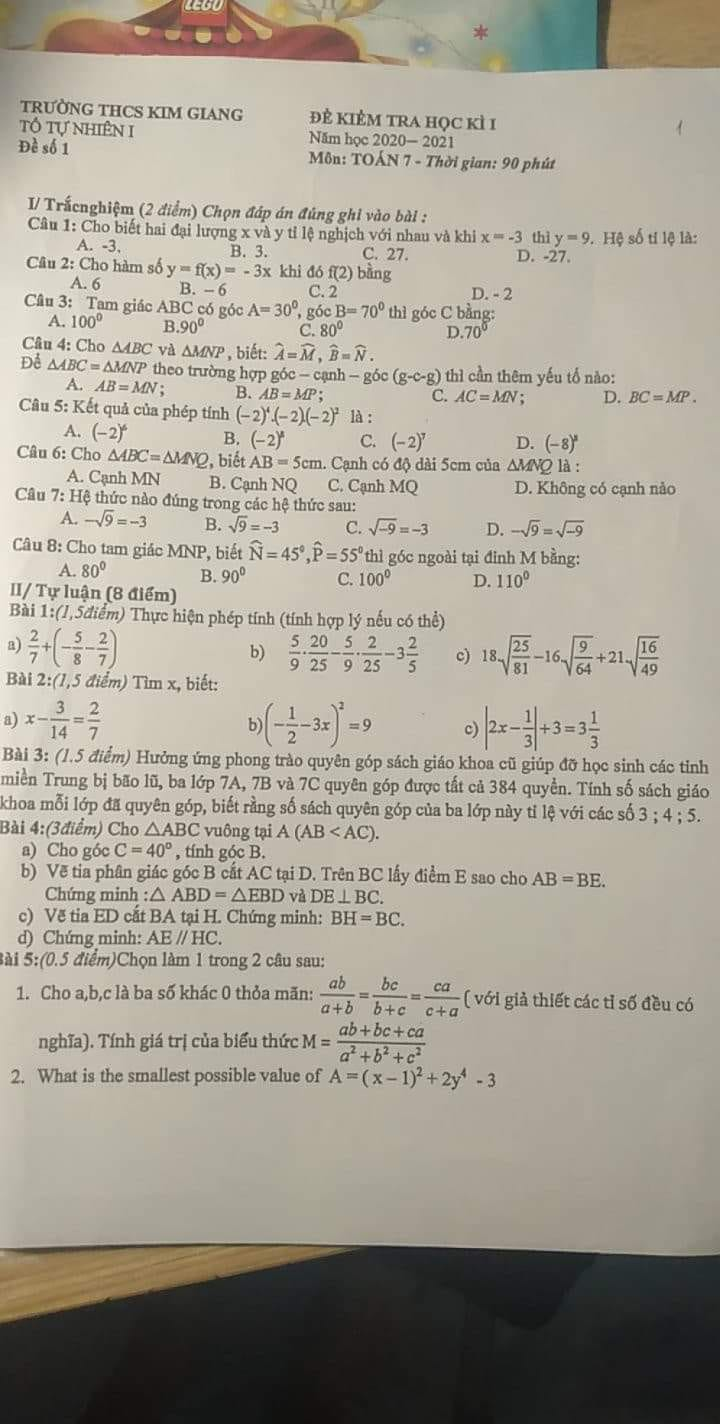 LEGO
TRƯỜNG THCS KIM GIANG
TỔ TỰ NHIÊN I
Đề số 1
ĐỀ KIỂM TRA HỌC KÌ I
Năm học 2020– 2021
Môn: TOÁN 7 - Thời gian: 90 phút
1
I/ Trắcnghiệm (2 điểm) Chọn đáp án đúng ghi vào bài :
Câu 1: Cho biết hai đại lượng x và y tỉ lệ nghịch với nhau và khi x = -3 thì y = 9. Hệ số tỉ lệ là:
A. -3. B. 3. C. 27. D. -27.
Câu 2: Cho hàm số y = f(x) = - 3x khi đó f(2) bằng
A. 6 B. – 6 C. 2 D. - 2
Câu 3: Tam giác ABC có góc A= 30⁰, góc B= 70⁰ thì góc C bằng:
A. 100⁰ B.90⁰ C. 80⁰ D.70⁰
Câu 4: Cho ΔABC và ΔMNP , biết: Â = M̂ , B̂ = N̂ .
Để ΔABC = ΔMNP theo trường hợp góc – cạnh – góc (g-c-g) thì cần thêm yếu tố nào:
A. AB = MN ; B. AB = MP ; C. AC = MN ; D. BC = MP .
Câu 5: Kết quả của phép tính (−2)⁴.(−2).(−2)² là :
A. (−2)⁶ B. (−2)⁸ C. (−2)⁷ D. (−8)⁸
Câu 6: Cho ΔABC = ΔMNQ, biết AB = 5cm. Cạnh có độ dài 5cm của ΔMNQ là :
A. Cạnh MN B. Cạnh NQ C. Cạnh MQ D. Không có cạnh nào
Câu 7: Hệ thức nào đúng trong các hệ thức sau:
A. −√9 = −3 B. √9 = −3 C. √−9 = −3 D. −√9 = √−9
Câu 8: Cho tam giác MNP, biết N̂ = 45⁰, P̂ = 55⁰ thì góc ngoài tại đỉnh M bằng:
A. 80⁰ B. 90⁰ C. 100⁰ D. 110⁰
II/ Tự luận (8 điểm)
Bài 1:(1,5điểm) Thực hiện phép tính (tính hợp lý nếu có thể)
a) 2/7 + (−5/8 − 2/7) b) 5/9 . 20/25 − 5/9 . 2/25 − 3 2/5 c) 18.√(25/81) − 16.√(9/64) + 21.√(16/49)
Bài 2:(1,5 điểm) Tìm x, biết:
a) x − 3/14 = 2/7 b) (−1/2 − 3x)² = 9 c) |2x − 1/3| + 3 = 3 1/3
Bài 3: (1.5 điểm) Hưởng ứng phong trào quyên góp sách giáo khoa cũ giúp đỡ học sinh các tỉnh
miền Trung bị bão lũ, ba lớp 7A, 7B và 7C quyên góp được tất cả 384 quyển. Tính số sách giáo
khoa mỗi lớp đã quyên góp, biết rằng số sách quyên góp của ba lớp này tỉ lệ với các số 3 ; 4 ; 5.
Bài 4:(3điểm) Cho △ABC vuông tại A (AB < AC).
a) Cho góc C = 40° , tính góc B.
b) Vẽ tia phân giác góc B cắt AC tại D. Trên BC lấy điểm E sao cho AB = BE.
Chứng minh :△ ABD = △EBD và DE ⊥ BC.
c) Vẽ tia ED cắt BA tại H. Chứng minh: BH = BC.
d) Chứng minh: AE // HC.
Bài 5:(0.5 điểm)Chọn làm 1 trong 2 câu sau:
1. Cho a,b,c là ba số khác 0 thỏa mãn: ab/(a+b) = bc/(b+c) = ca/(c+a) ( với giả thiết các tỉ số đều có
nghĩa). Tính giá trị của biểu thức M = (ab + bc + ca)/(a² + b² + c²)
2. What is the smallest possible value of A = ( x – 1)² + 2y⁴ - 3